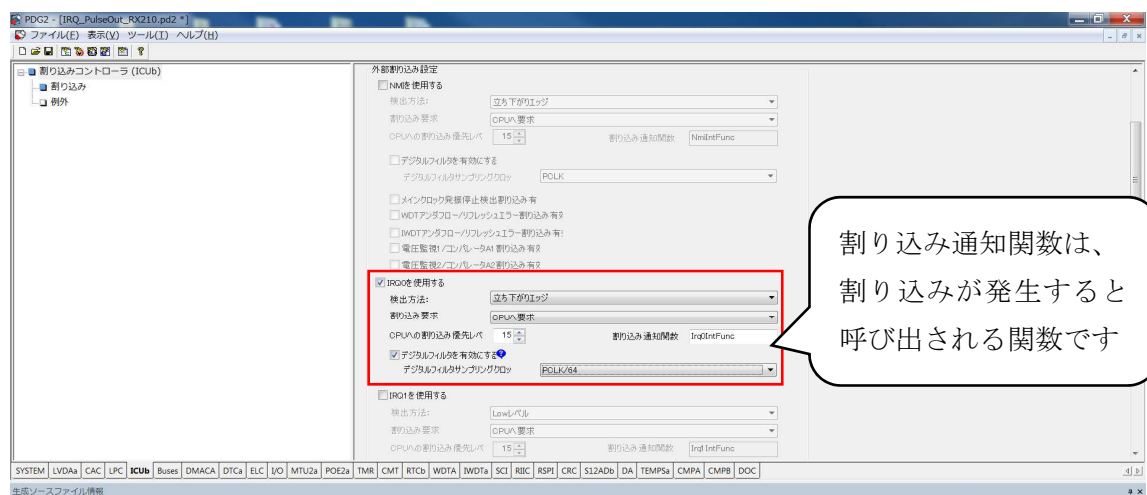 PDG2 - [IRQ_PulseOut_RX210.pd2 *]
ファイル(F) 表示(V) ツール(T) ヘルプ(H)
割り込みコントローラ (ICUb)
割り込み
例外
外部割り込み設定
NMIを使用する
検出方法: 立ち下がりエッジ
割り込み要求 CPUへ要求
CPUへの割り込み優先レベ 15 割り込み通知関数 NmiIntFunc
デジタルフィルタを有効にする
デジタルフィルタサンプリングクロッ PCLK
メインクロック発振停止検出割り込み有
WDTアンダフロー/リフレッシュエラー割り込み有効
IWDTアンダフロー/リフレッシュエラー割り込み有
電圧監視1/コンパレータA1割り込み有効
電圧監視2/コンパレータA2割り込み有効
IRQ0を使用する
検出方法: 立ち下がりエッジ
割り込み要求 CPUへ要求
CPUへの割り込み優先レベ 15 割り込み通知関数 Irq0IntFunc
デジタルフィルタを有効にする
デジタルフィルタサンプリングクロッ PCLK/64
IRQ1を使用する
検出方法: Lowレベル
割り込み要求 CPUへ要求
CPUへの割り込み優先レベ 15 割り込み通知関数 Irq1IntFunc
割り込み通知関数は、
割り込みが発生すると
呼び出される関数です
SYSTEM LVDAa CAC LPC ICUb Buses DMACA DTCa ELC I/O MTU2a POE2a TMR CMT RTCb WDTA IWDTa SCI RIIC RSPI CRC S12ADb DA TEMPSa CMPA CMPB DOC
生成ソースファイル情報